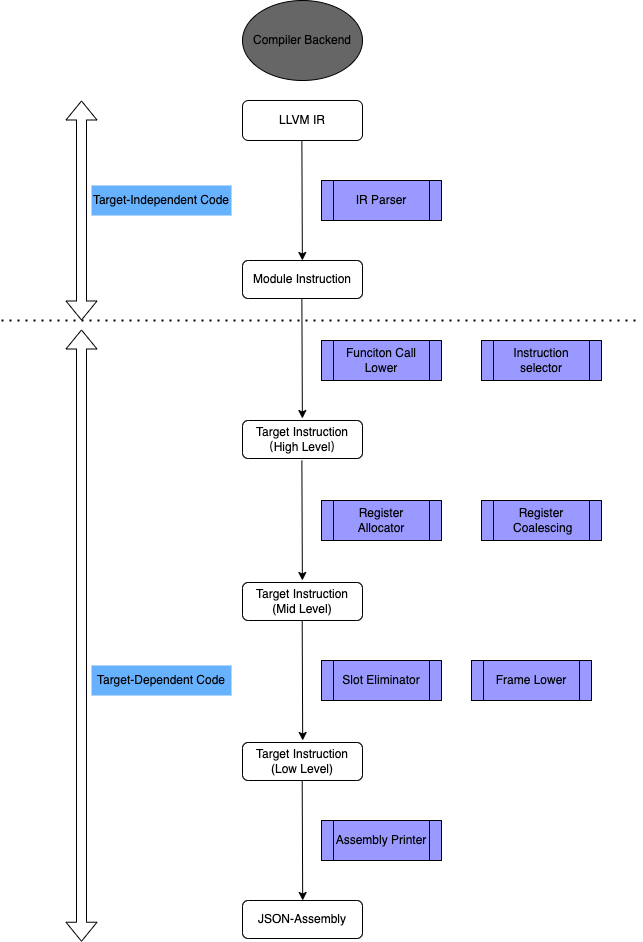 Compiler Backend
LLVM IR
Target-Independent Code
IR Parser
Module Instruction
Funciton Call
Lower
Instruction
selector
Target Instruction
(High Level)
Register
Allocator
Register
Coalescing
Target Instruction
(Mid Level)
Target-Dependent Code
Slot Eliminator
Frame Lower
Target Instruction
(Low Level)
Assembly Printer
JSON-Assembly